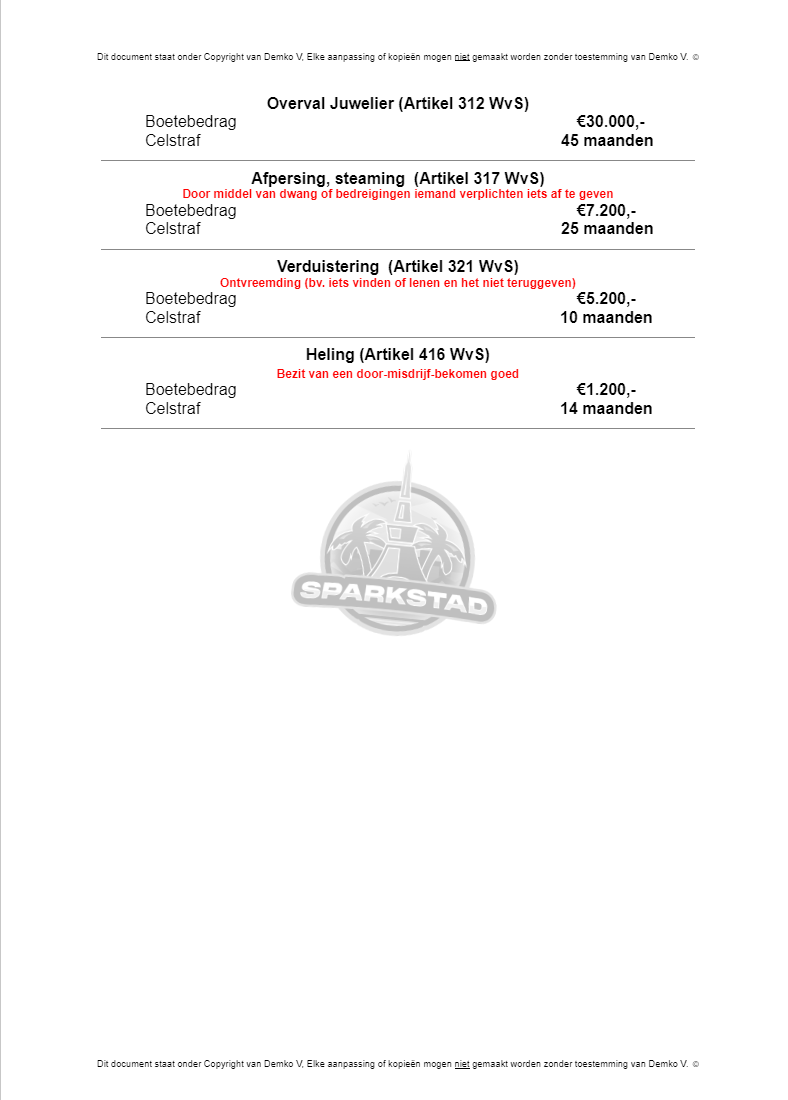 Dit document staat onder Copyright van Demko V, Elke aanpassing of kopieën mogen niet gemaakt worden zonder toestemming van Demko V. ©
Overval Juwelier (Artikel 312 WvS)
Boetebedrag €30.000,-
Celstraf 45 maanden
Afpersing, steaming (Artikel 317 WvS)
Door middel van dwang of bedreigingen iemand verplichten iets af te geven
Boetebedrag €7.200,-
Celstraf 25 maanden
Verduistering (Artikel 321 WvS)
Ontvreemding (bv. iets vinden of lenen en het niet teruggeven)
Boetebedrag €5.200,-
Celstraf 10 maanden
Heling (Artikel 416 WvS)
Bezit van een door-misdrijf-bekomen goed
Boetebedrag €1.200,-
Celstraf 14 maanden
SPARKSTAD
Dit document staat onder Copyright van Demko V, Elke aanpassing of kopieën mogen niet gemaakt worden zonder toestemming van Demko V. ©